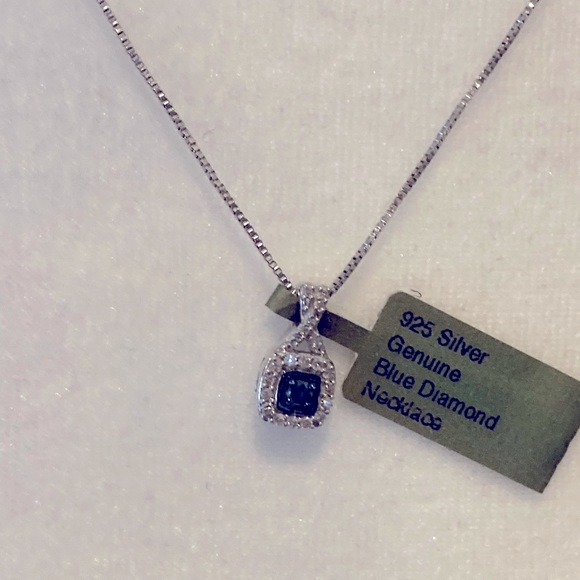 925 Silver
Genuine
Blue Diamond
Necklace